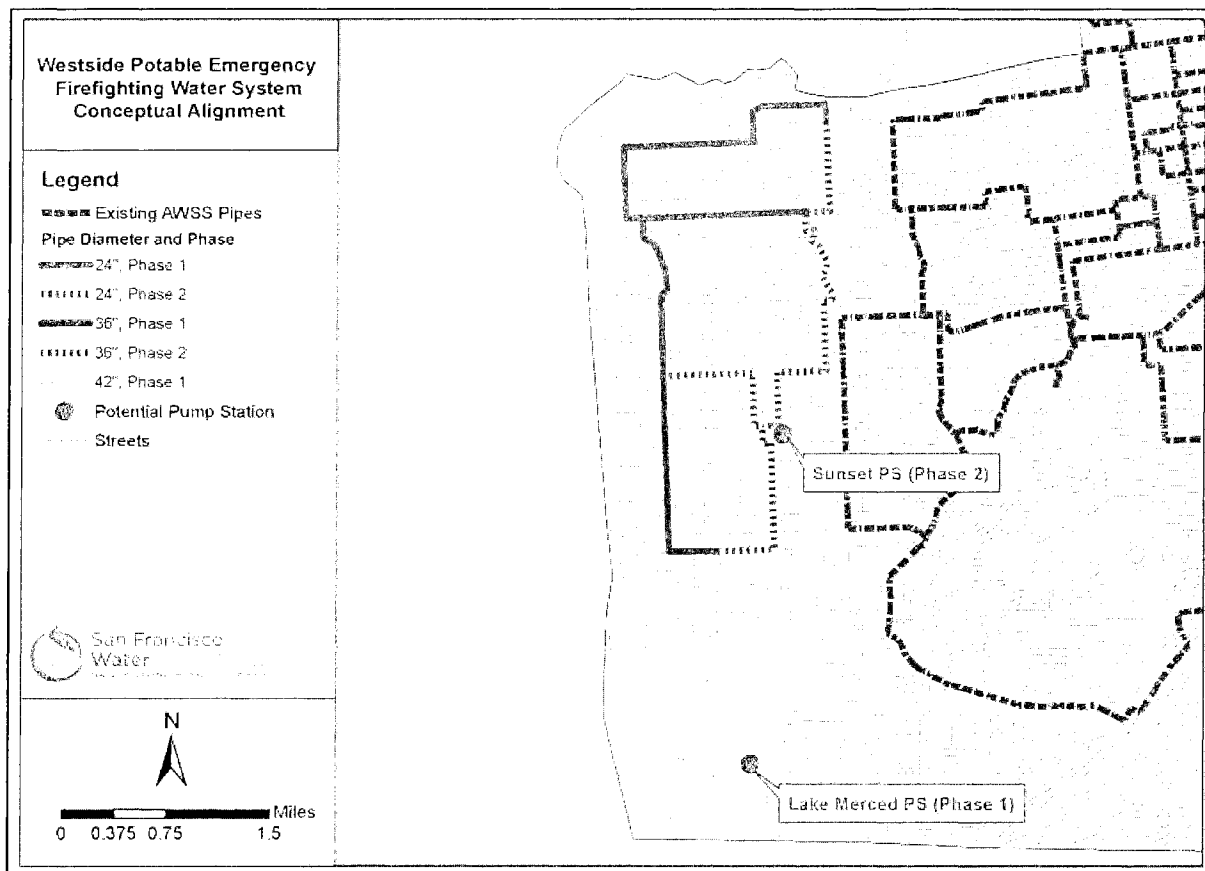 Westside Potable Emergency
Firefighting Water System
Conceptual Alignment
Legend
Existing AWSS Pipes
Pipe Diameter and Phase
24", Phase 1
24", Phase 2
36", Phase 1
36", Phase 2
42", Phase 1
Potential Pump Station
Streets
San Francisco
Water
N
Miles
0 0.375 0.75 1.5
Sunset PS (Phase 2)
Lake Merced PS (Phase 1)